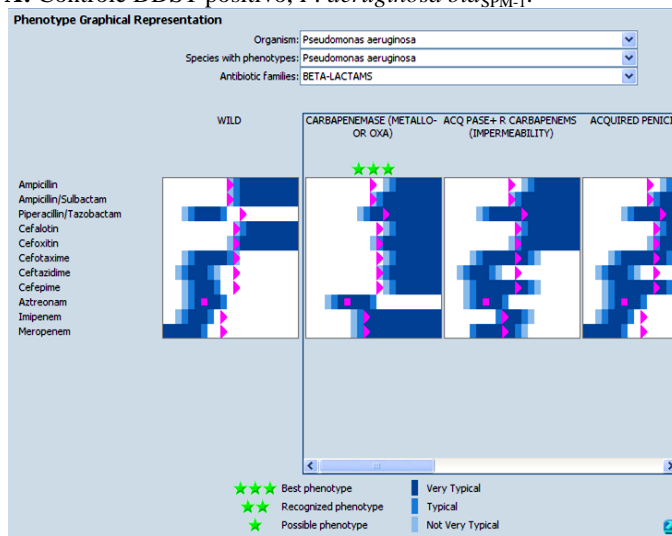 A. Controle DDST positivo, P. aeruginosa bla SPM-1.
Phenotype Graphical Representation
Organism: Pseudomonas aeruginosa
Species with phenotypes: Pseudomonas aeruginosa
Antibiotic families: BETA-LACTAMS
WILD CARBAPENEMASE (METALLO- ACQ PASE+ R CARBAPENEMS ACQUIRED PENICI
OR OXA) (IMPERMEABILITY)
Ampicillin
Ampicillin/Sulbactam
Piperacillin/Tazobactam
Cefalotin
Cefoxitin
Cefotaxime
Ceftazidime
Cefepime
Aztreonam
Imipenem
Meropenem
Best phenotype Very Typical
Recognized phenotype Typical
Possible phenotype Not Very Typical